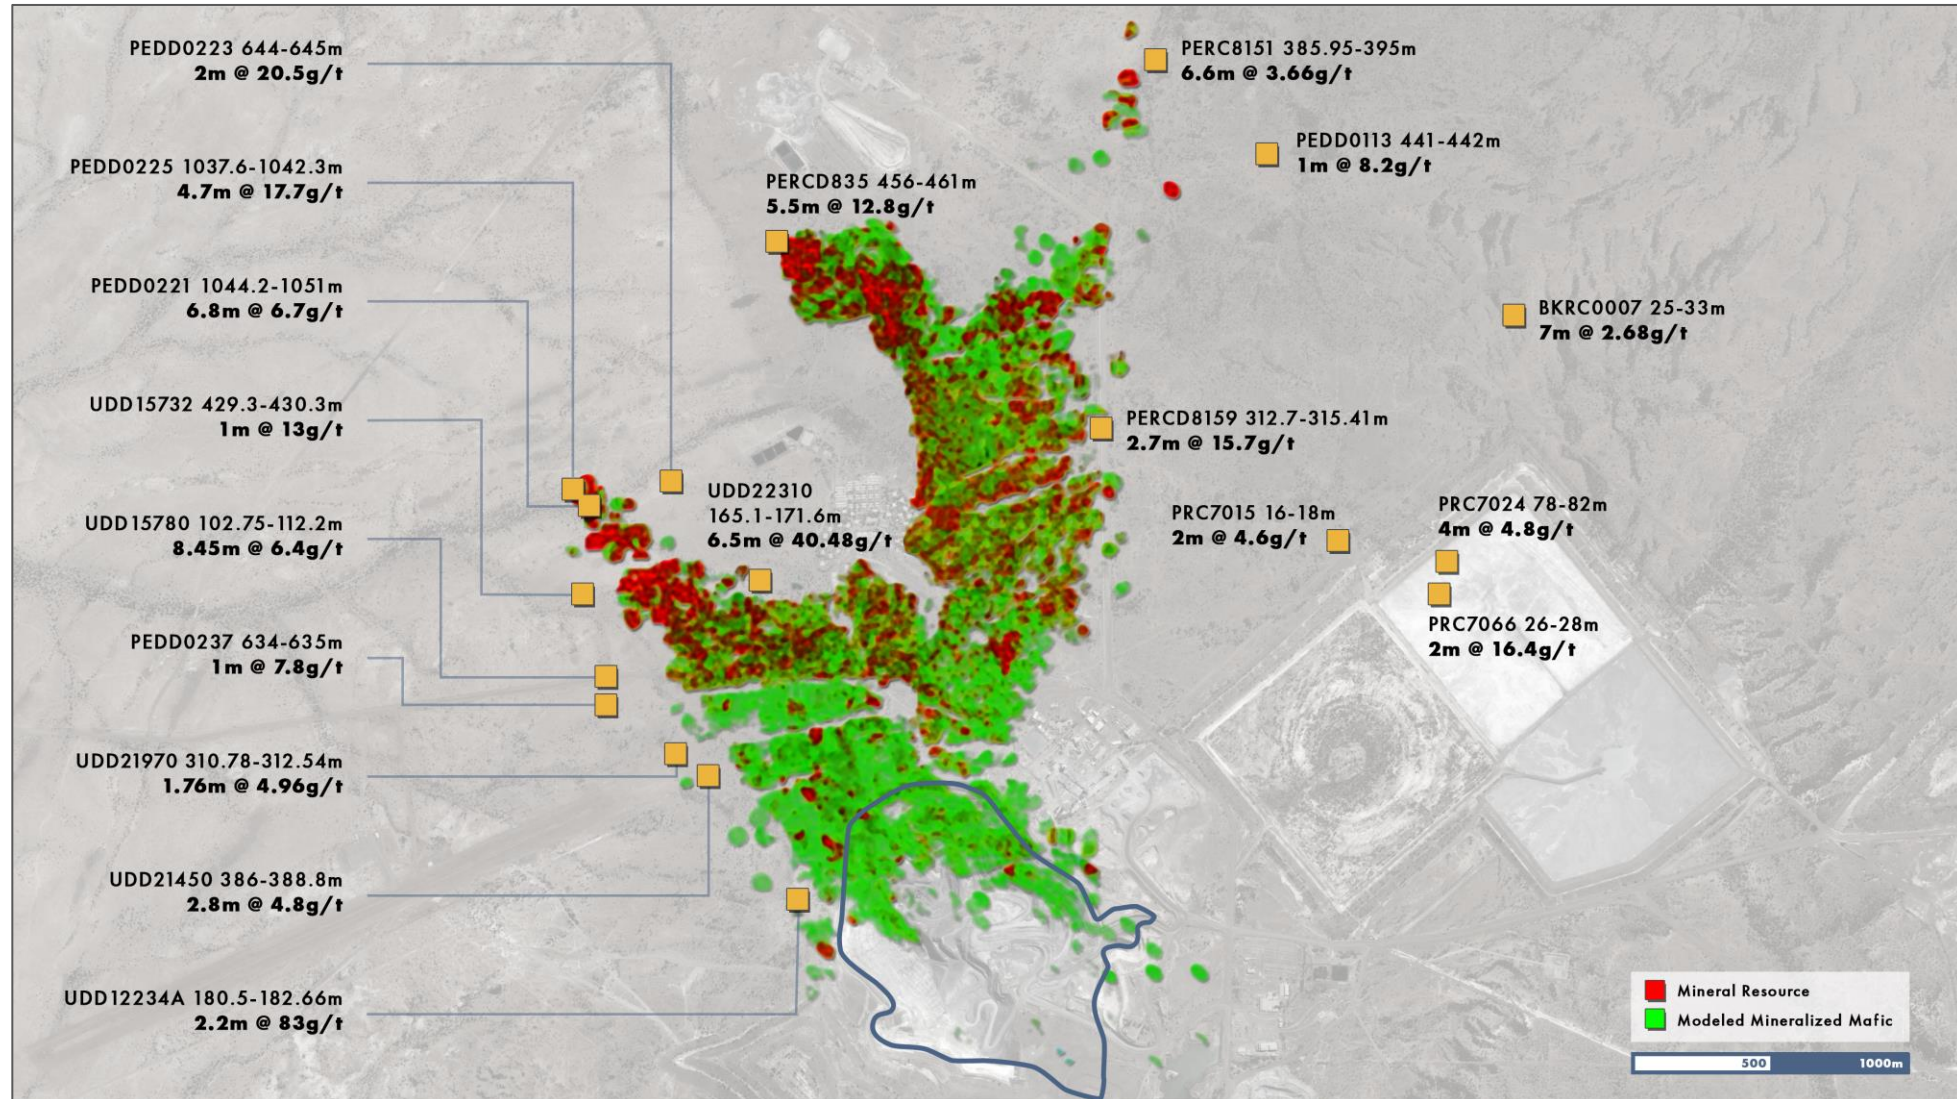 PEDD0223 644-645m
2m @ 20.5g/t
PEDD0225 1037.6-1042.3m
4.7m @ 17.7g/t
PEDD0221 1044.2-1051m
6.8m @ 6.7g/t
UDD15732 429.3-430.3m
1m @ 13g/t
UDD15780 102.75-112.2m
8.45m @ 6.4g/t
PEDD0237 634-635m
1m @ 7.8g/t
UDD21970 310.78-312.54m
1.76m @ 4.96g/t
UDD21450 386-388.8m
2.8m @ 4.8g/t
UDD12234A 180.5-182.66m
2.2m @ 83g/t
PERCD835 456-461m
5.5m @ 12.8g/t
UDD22310
165.1-171.6m
6.5m @ 40.48g/t
PERC8151 385.95-395m
6.6m @ 3.66g/t
PEDD0113 441-442m
1m @ 8.2g/t
BKRC0007 25-33m
7m @ 2.68g/t
PERCD8159 312.7-315.41m
2.7m @ 15.7g/t
PRC7015 16-18m
2m @ 4.6g/t
PRC7024 78-82m
4m @ 4.8g/t
PRC7066 26-28m
2m @ 16.4g/t
Mineral Resource
Modeled Mineralized Mafic
500 1000m